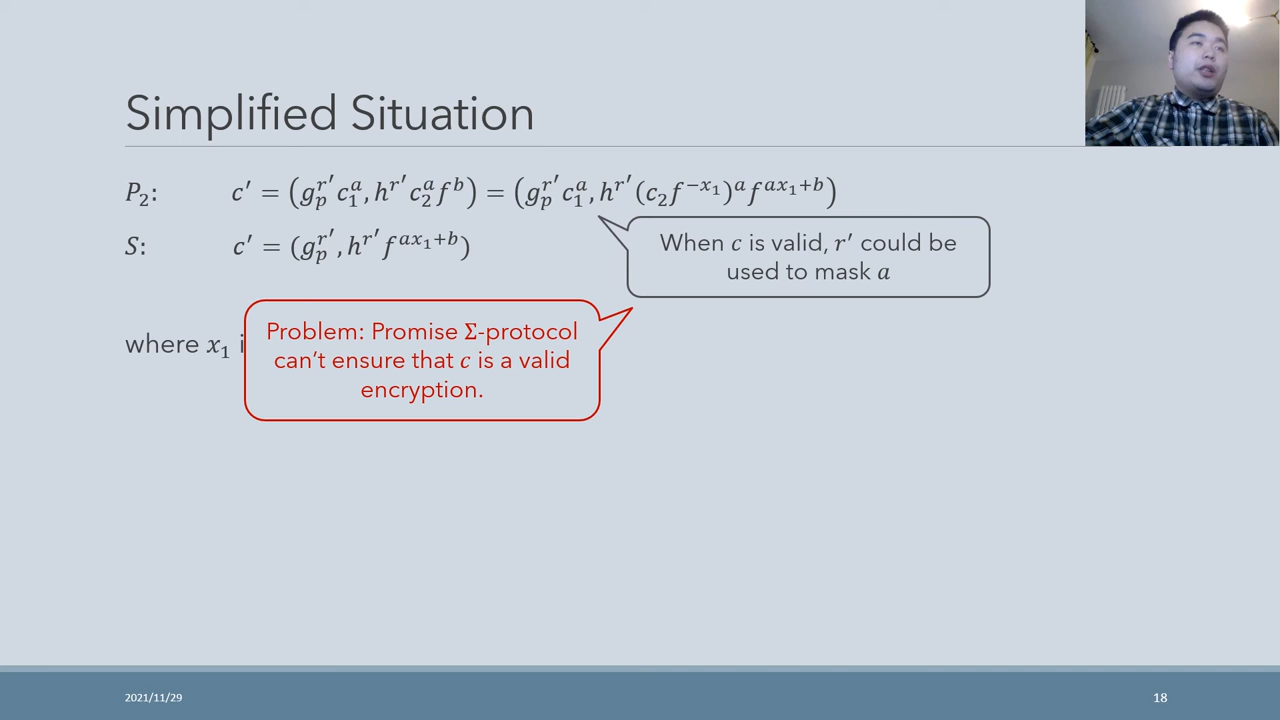 Simplified Situation
P₂: c′ = (g_p^{r′} c₁^a, h^{r′} c₂^a f^b) = (g_p^{r′} c₁^a, h^{r′} (c₂ f^{−x₁})^a f^{ax₁+b})
S: c′ = (g_p^{r′}, h^{r′} f^{ax₁+b})
When c is valid, r′ could be
used to mask a
Problem: Promise Σ-protocol
can’t ensure that c is a valid
encryption.
where x₁ i
2021/11/29
18